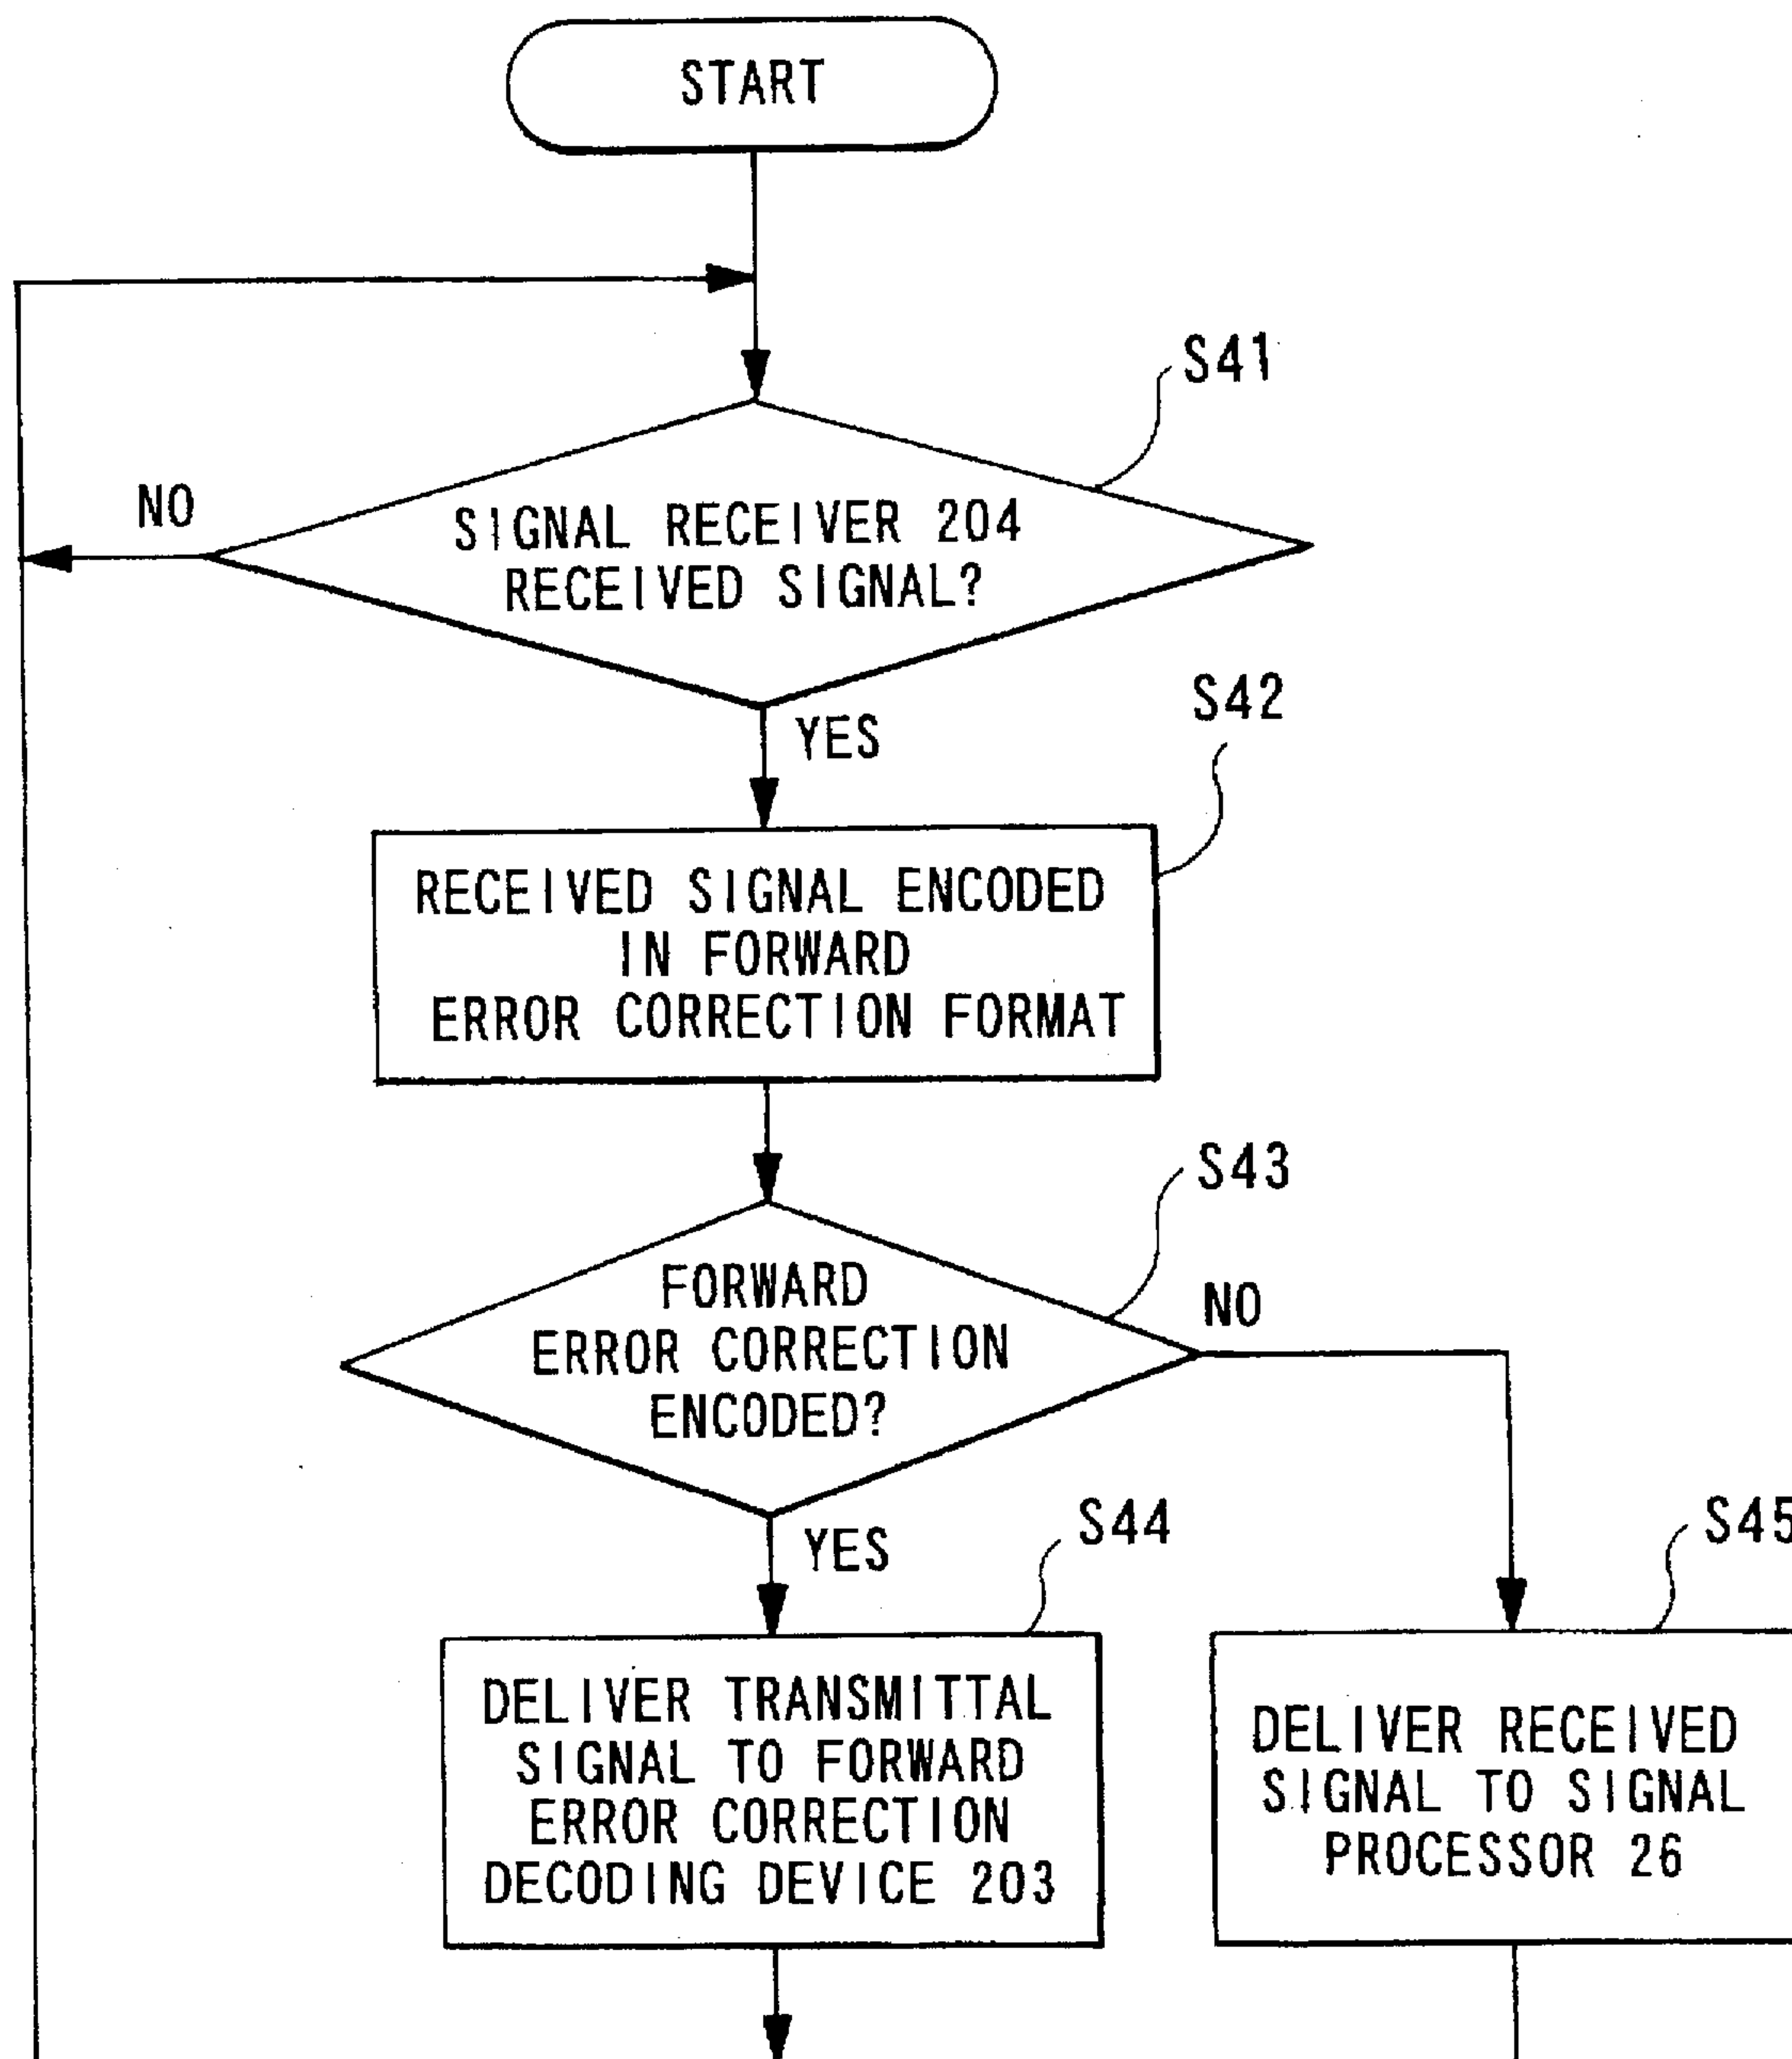 START
S41
NO
SIGNAL RECEIVER 204
RECEIVED SIGNAL?
YES
S42
RECEIVED SIGNAL ENCODED
IN FORWARD
ERROR CORRECTION FORMAT
S43
FORWARD
ERROR CORRECTION
ENCODED?
NO
YES
S44
S45
DELIVER TRANSMITTAL
SIGNAL TO FORWARD
ERROR CORRECTION
DECODING DEVICE 203
DELIVER RECEIVED
SIGNAL TO SIGNAL
PROCESSOR 26